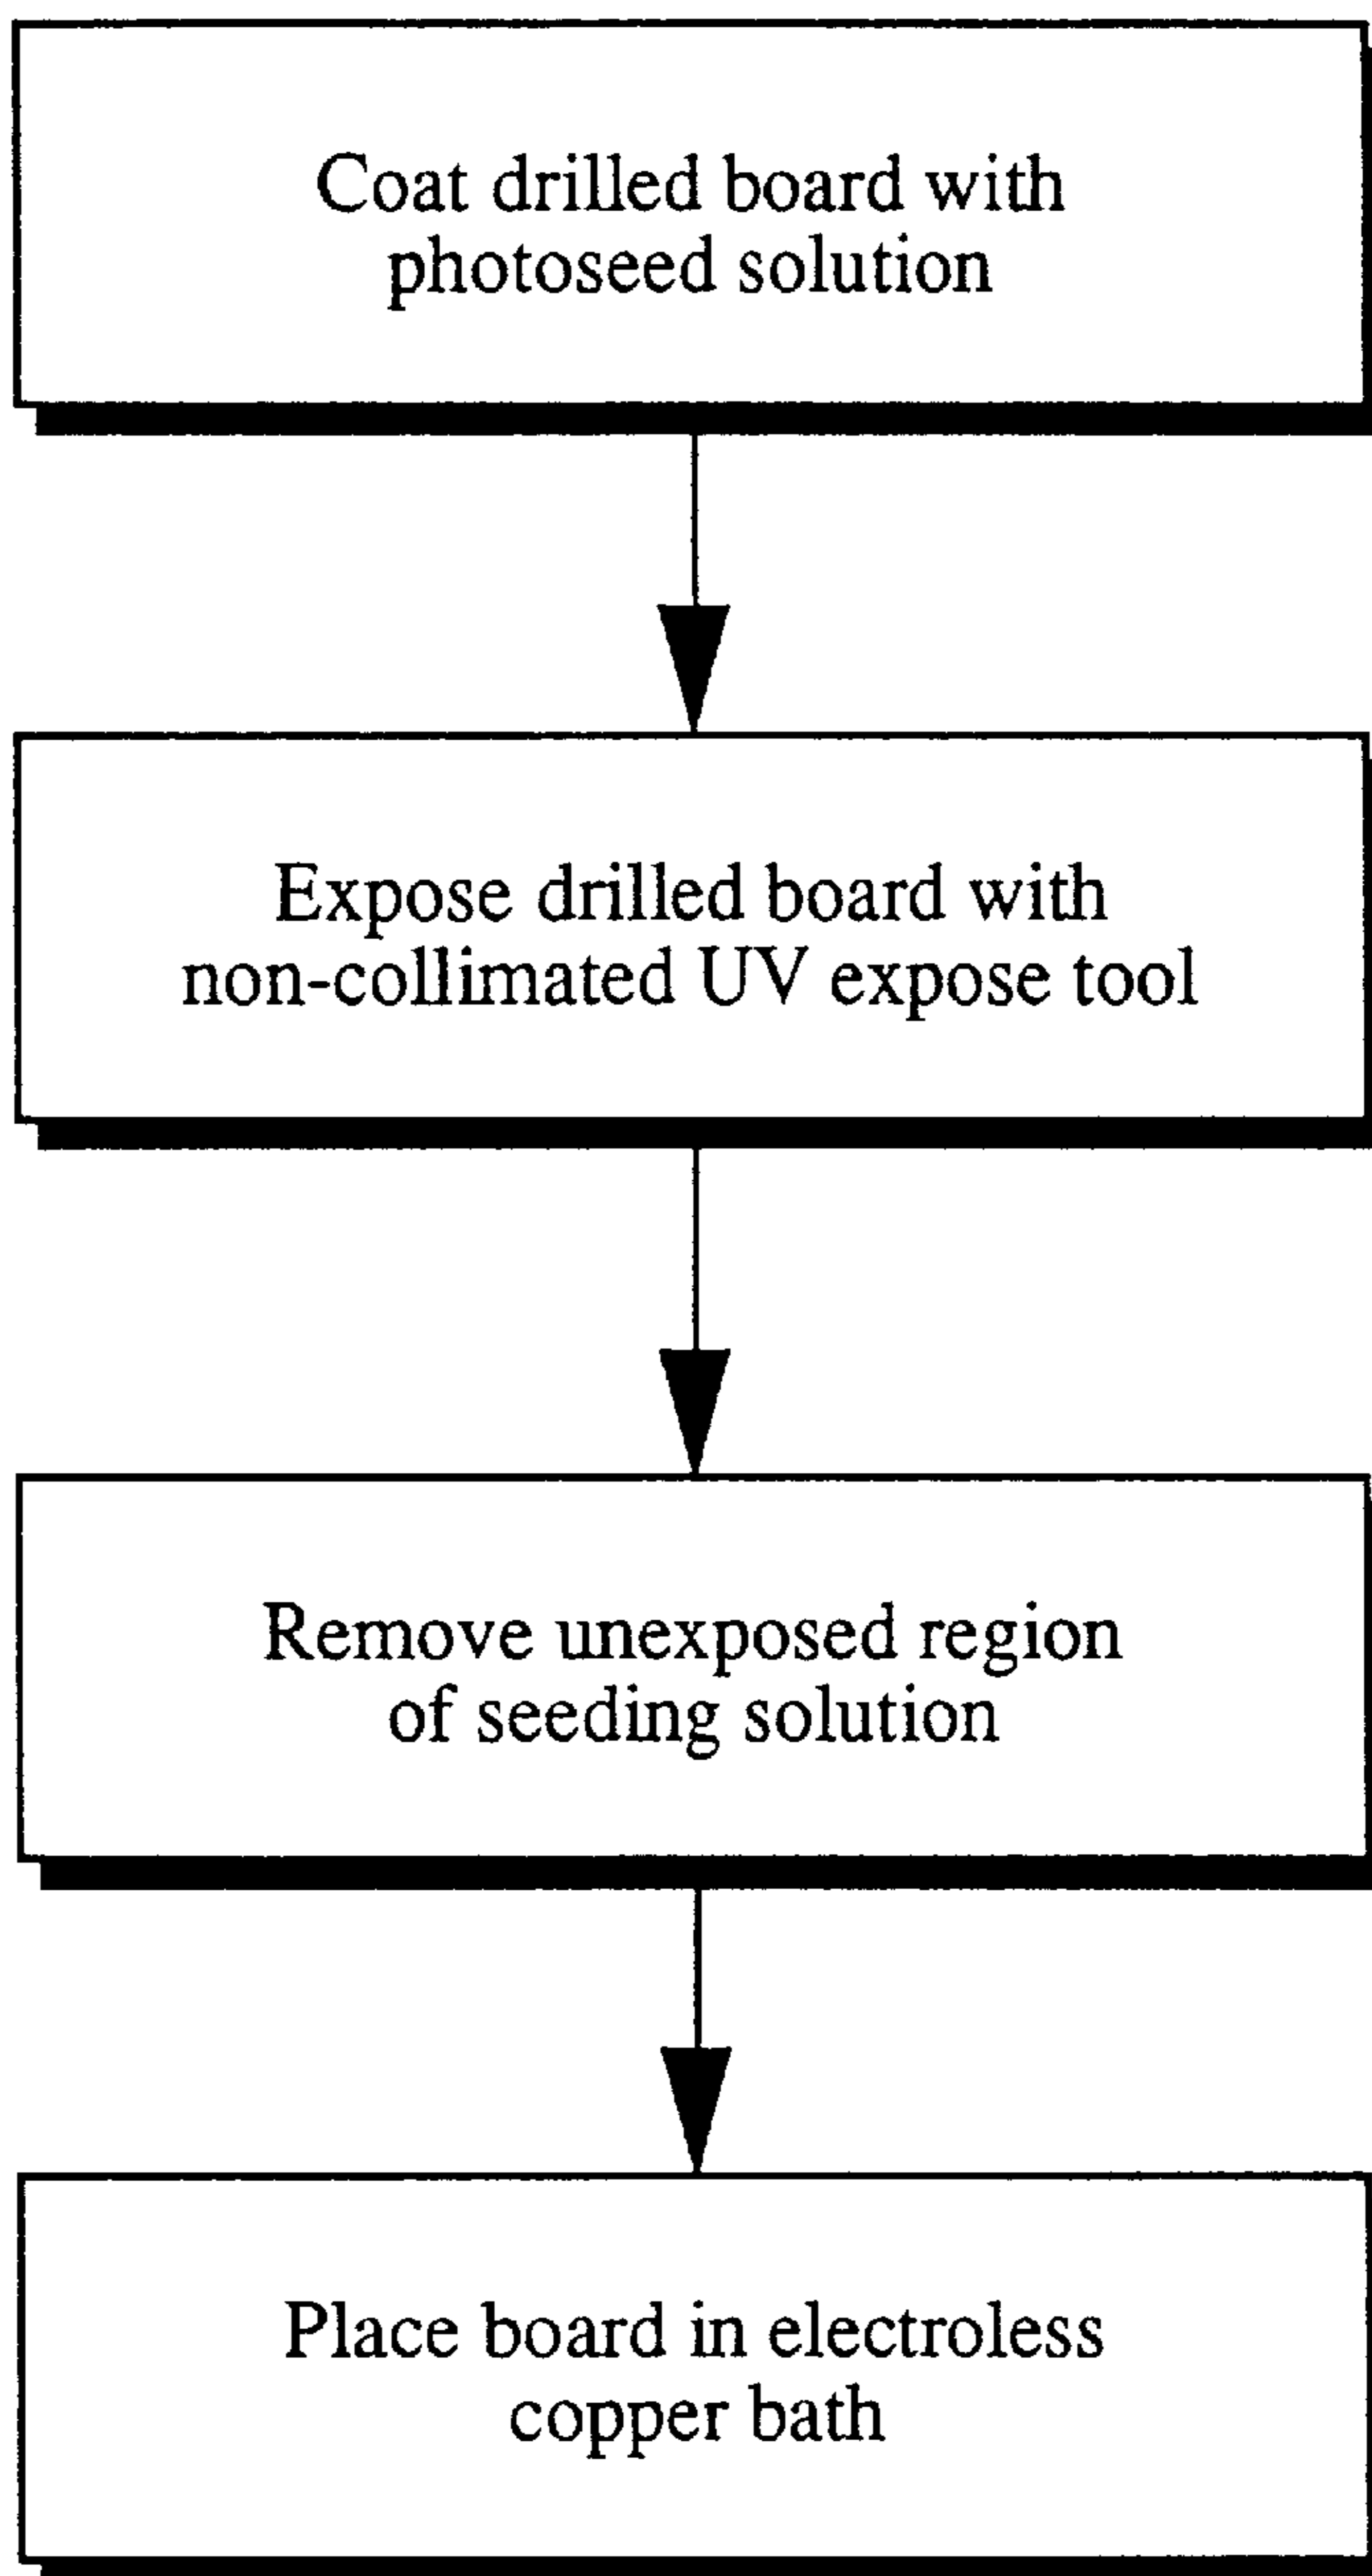 Coat drilled board with
photoseed solution
Expose drilled board with
non-collimated UV expose tool
Remove unexposed region
of seeding solution
Place board in electroless
copper bath